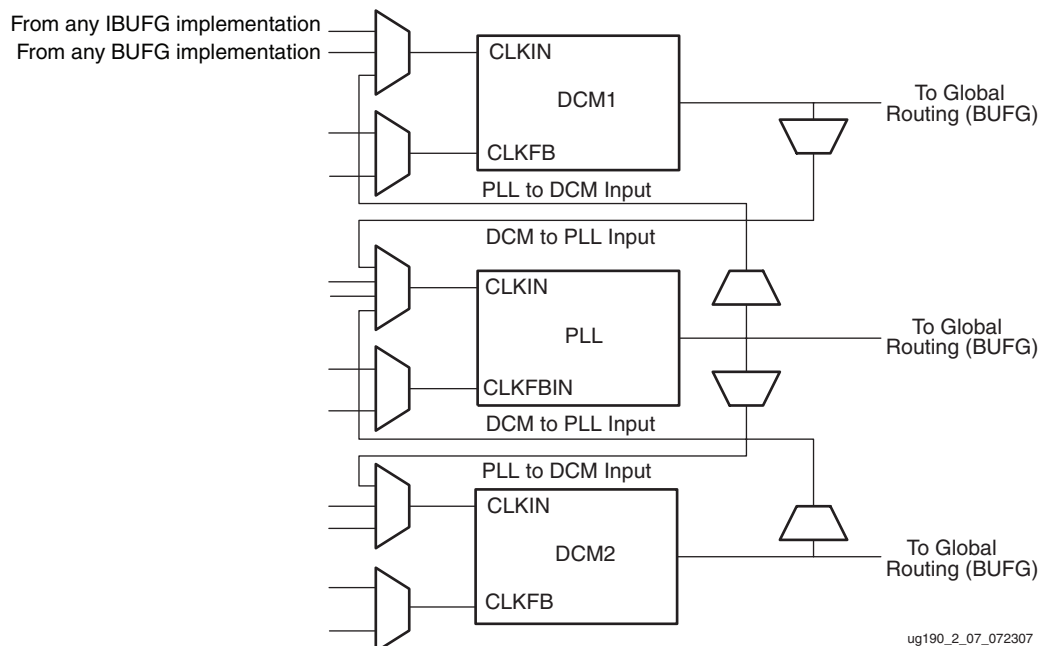 From any IBUFG implementation
From any BUFG implementation
CLKIN
DCM1
To Global
Routing (BUFG)
CLKFB
PLL to DCM Input
DCM to PLL Input
CLKIN
PLL
To Global
Routing (BUFG)
CLKFBIN
DCM to PLL Input
PLL to DCM Input
CLKIN
DCM2
To Global
Routing (BUFG)
CLKFB
ug190_2_07_072307